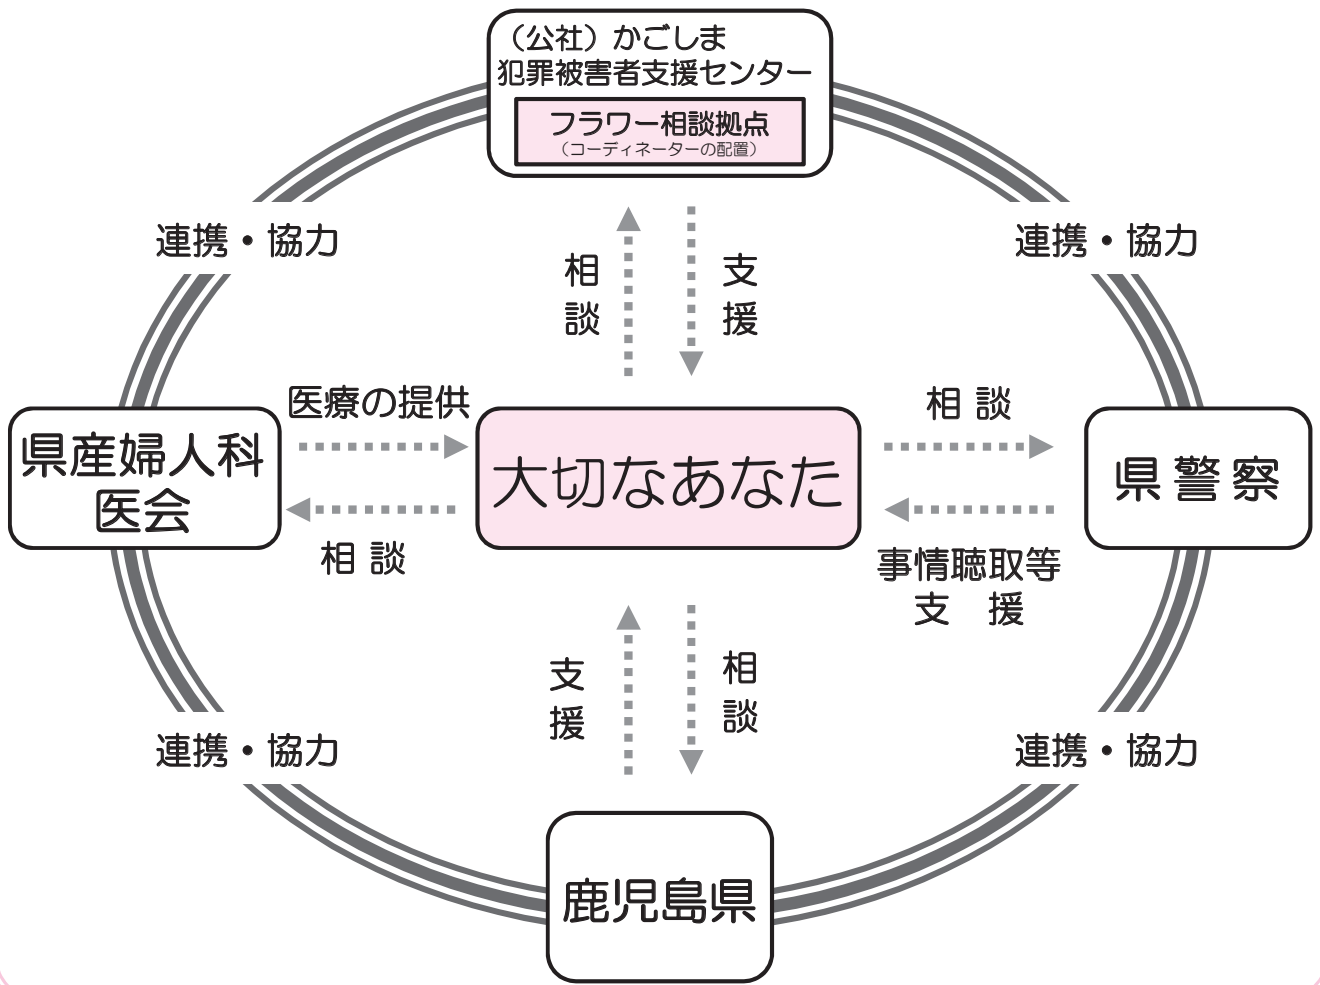 （公社）かごしま
犯罪被害者支援センター
フラワー相談拠点
（コーディネーターの配置）
連携・協力
連携・協力
相談
支援
医療の提供
相 談
県産婦人科
医会
大切なあなた
県 警 察
相 談
事情聴取等
支 援
支援
相談
連携・協力
連携・協力
鹿児島県